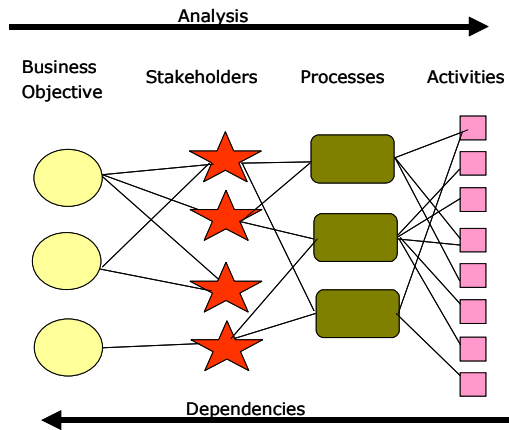 Analysis
Business
Objective
Stakeholders
Processes
Activities
Dependencies